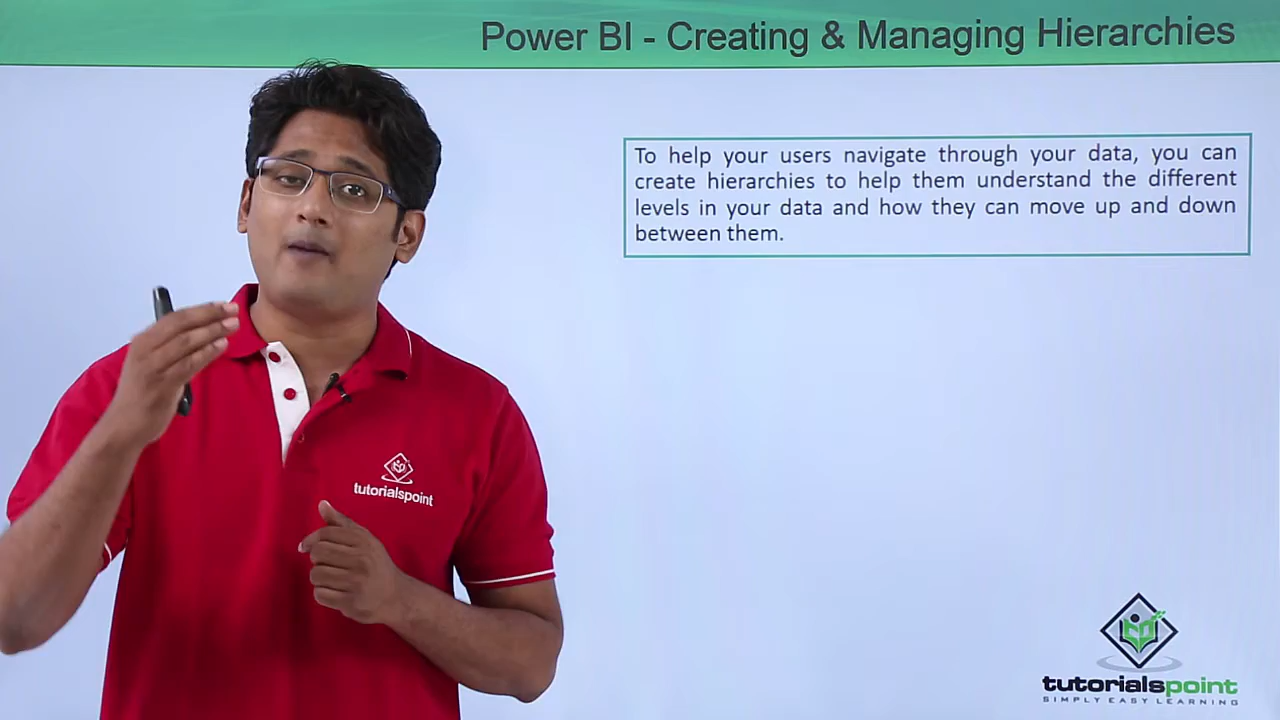 Power BI - Creating & Managing Hierarchies
To help your users navigate through your data, you can
create hierarchies to help them understand the different
levels in your data and how they can move up and down
between them.
tutorialspoint
tutorialspoint
SIMPLY EASY LEARNING